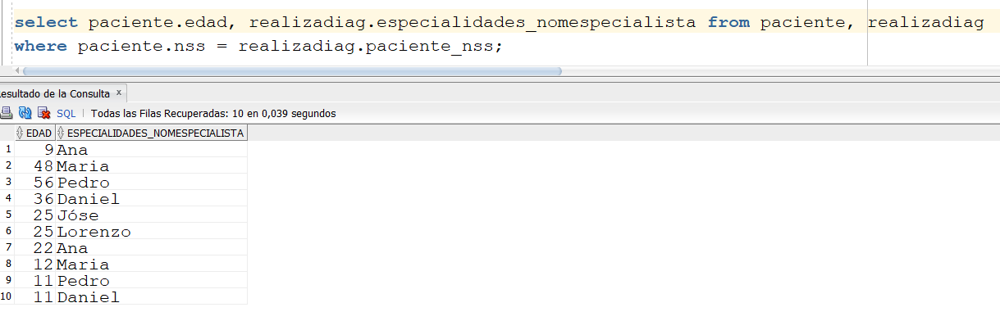 select paciente.edad, realizadiag.especialidades_nomespecialista from paciente, realizadiag
where paciente.nss = realizadiag.paciente_nss;
esultado de la Consulta x
SQL | Todas las Filas Recuperadas: 10 en 0,039 segundos
EDAD ESPECIALIDADES_NOMESPECIALISTA
1 9 Ana
2 48 Maria
3 56 Pedro
4 36 Daniel
5 25 Jóse
6 25 Lorenzo
7 22 Ana
8 12 Maria
9 11 Pedro
10 11 Daniel